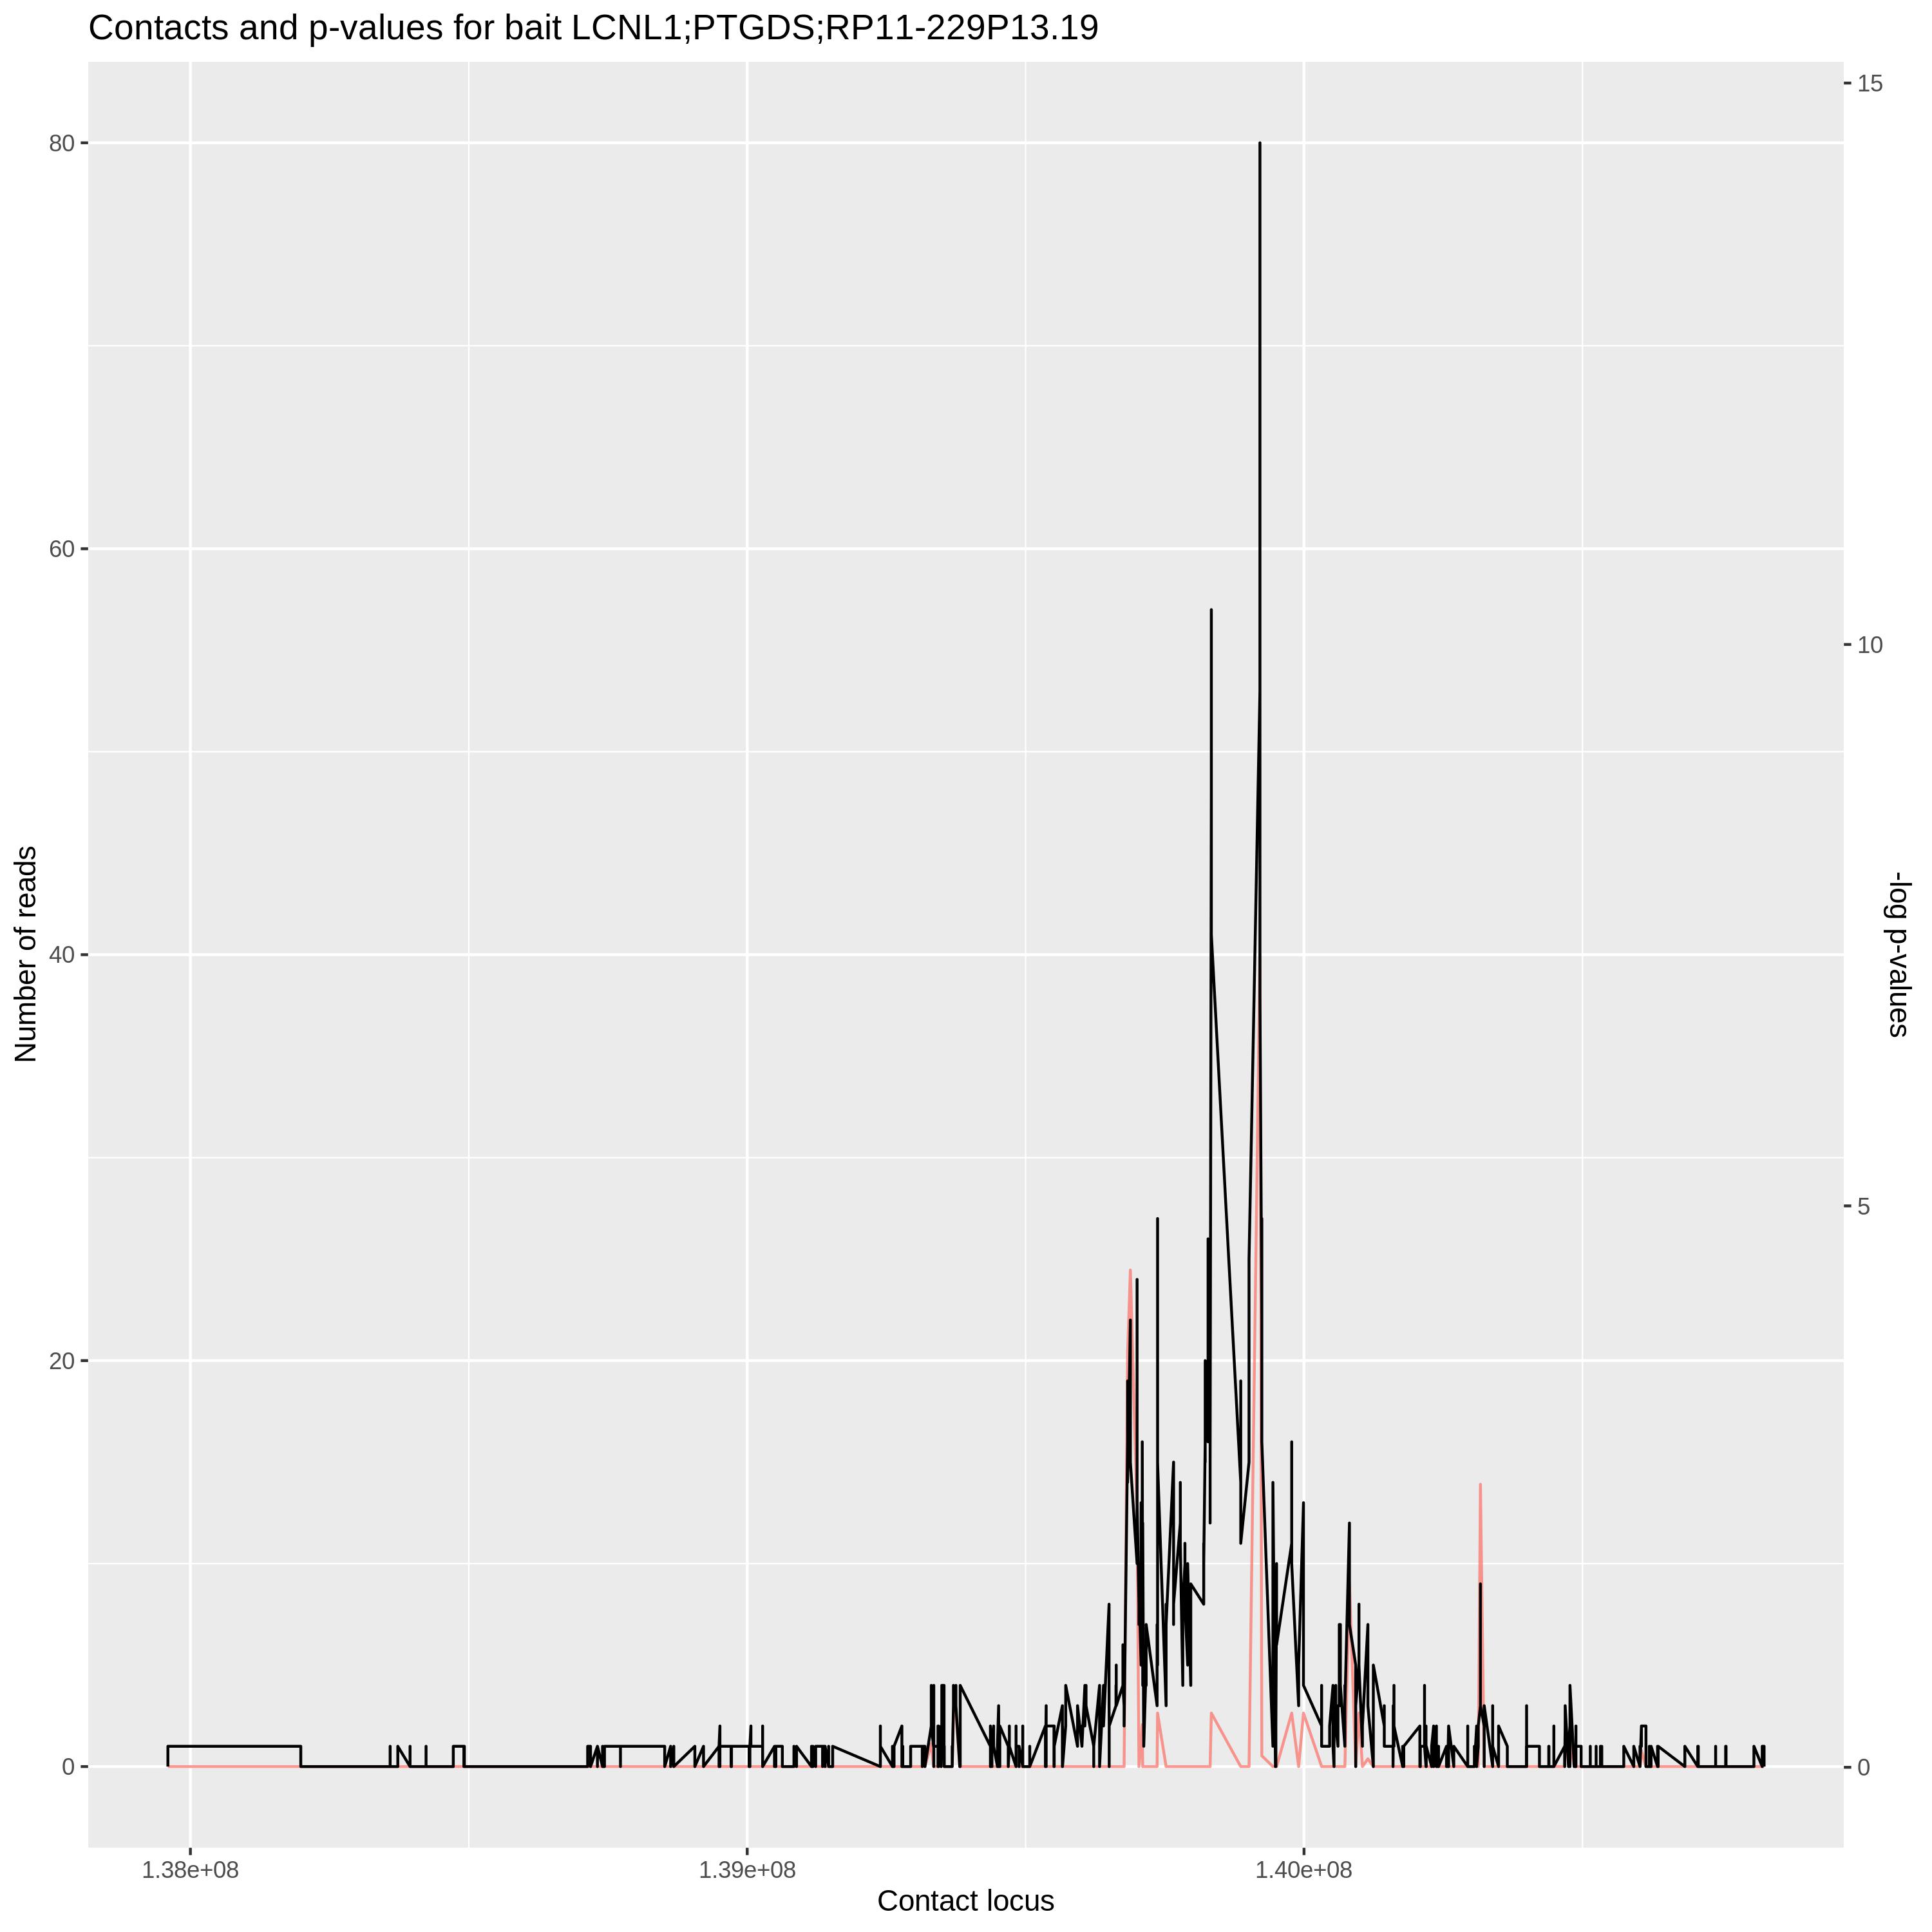 Contacts and p-values for bait LCNL1;PTGDS;RP11-229P13.19
15
80
60
10
Number of reads
-log p-values
40
5
20
0
0
1.38e+08
1.39e+08
1.40e+08
Contact locus